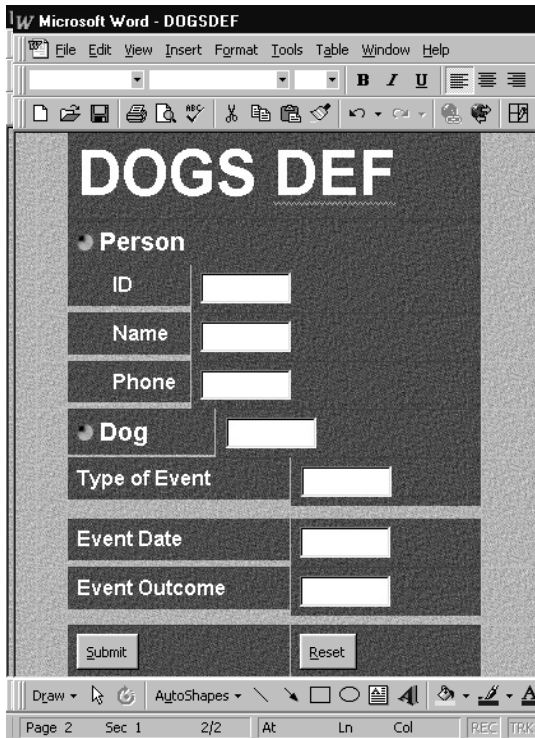 Microsoft Word - DOGSDEF
File Edit View Insert Format Tools Table Window Help
B I U
ABC
DOGS DEF
Person
ID
Name
Phone
Dog
Type of Event
Event Date
Event Outcome
Submit Reset
Draw AutoShapes A A
Page 2 Sec 1 2/2 At Ln Col REC TRK